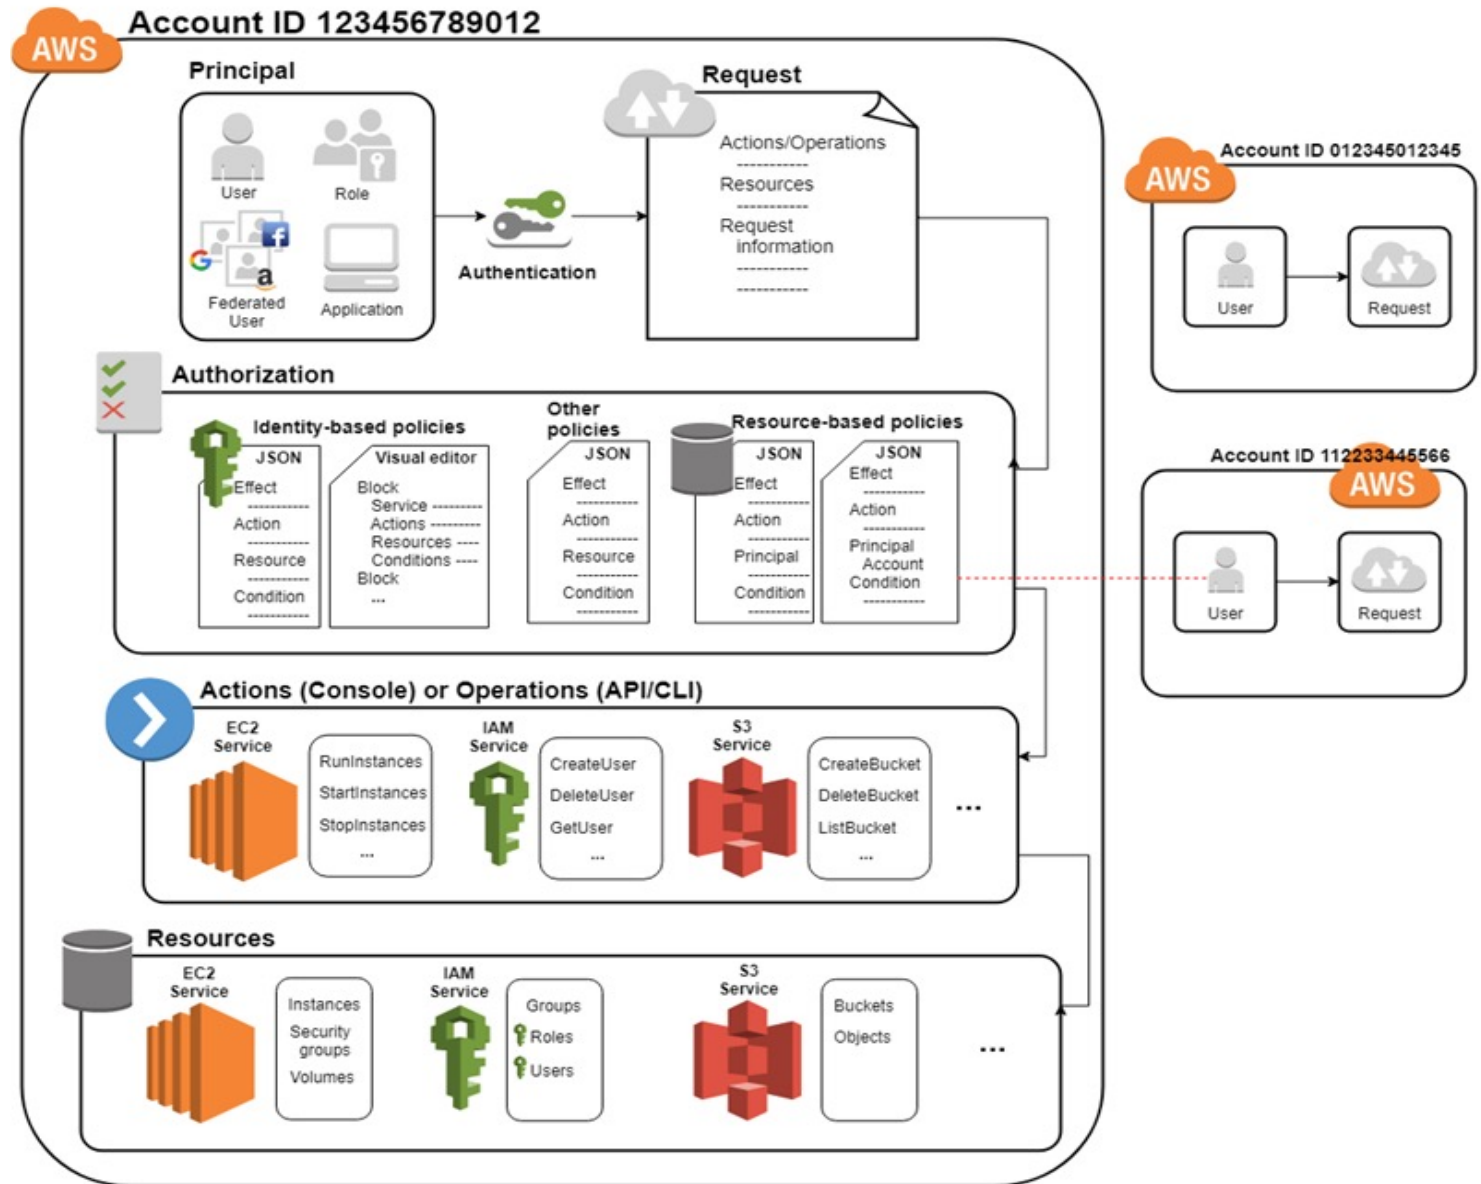 Account ID 123456789012
AWS
Principal
User
Role
Federated
User
Application
Authentication
Request
Actions/Operations
-----------
Resources
-----------
Request
information
-----------
-----------
Authorization
Identity-based policies
JSON
Effect
-----------
Action
-----------
Resource
-----------
Condition
-----------
Visual editor
Block
Service ---------
Actions ---------
Resources ----
Conditions ----
Block
...
Other
policies
JSON
Effect
-----------
Action
-----------
Resource
-----------
Condition
-----------
Resource-based policies
JSON
Effect
-----------
Action
-----------
Principal
-----------
Condition
-----------
JSON
Effect
-----------
Action
-----------
Principal
Account
Condition
-----------
Actions (Console) or Operations (API/CLI)
EC2
Service
RunInstances
StartInstances
StopInstances
...
IAM
Service
CreateUser
DeleteUser
GetUser
...
S3
Service
CreateBucket
DeleteBucket
ListBucket
...
...
Resources
EC2
Service
Instances
Security
groups
Volumes
IAM
Service
Groups
Roles
Users
S3
Service
Buckets
Objects
...
Account ID 012345012345
AWS
User
Request
Account ID 112233445566
AWS
User
Request